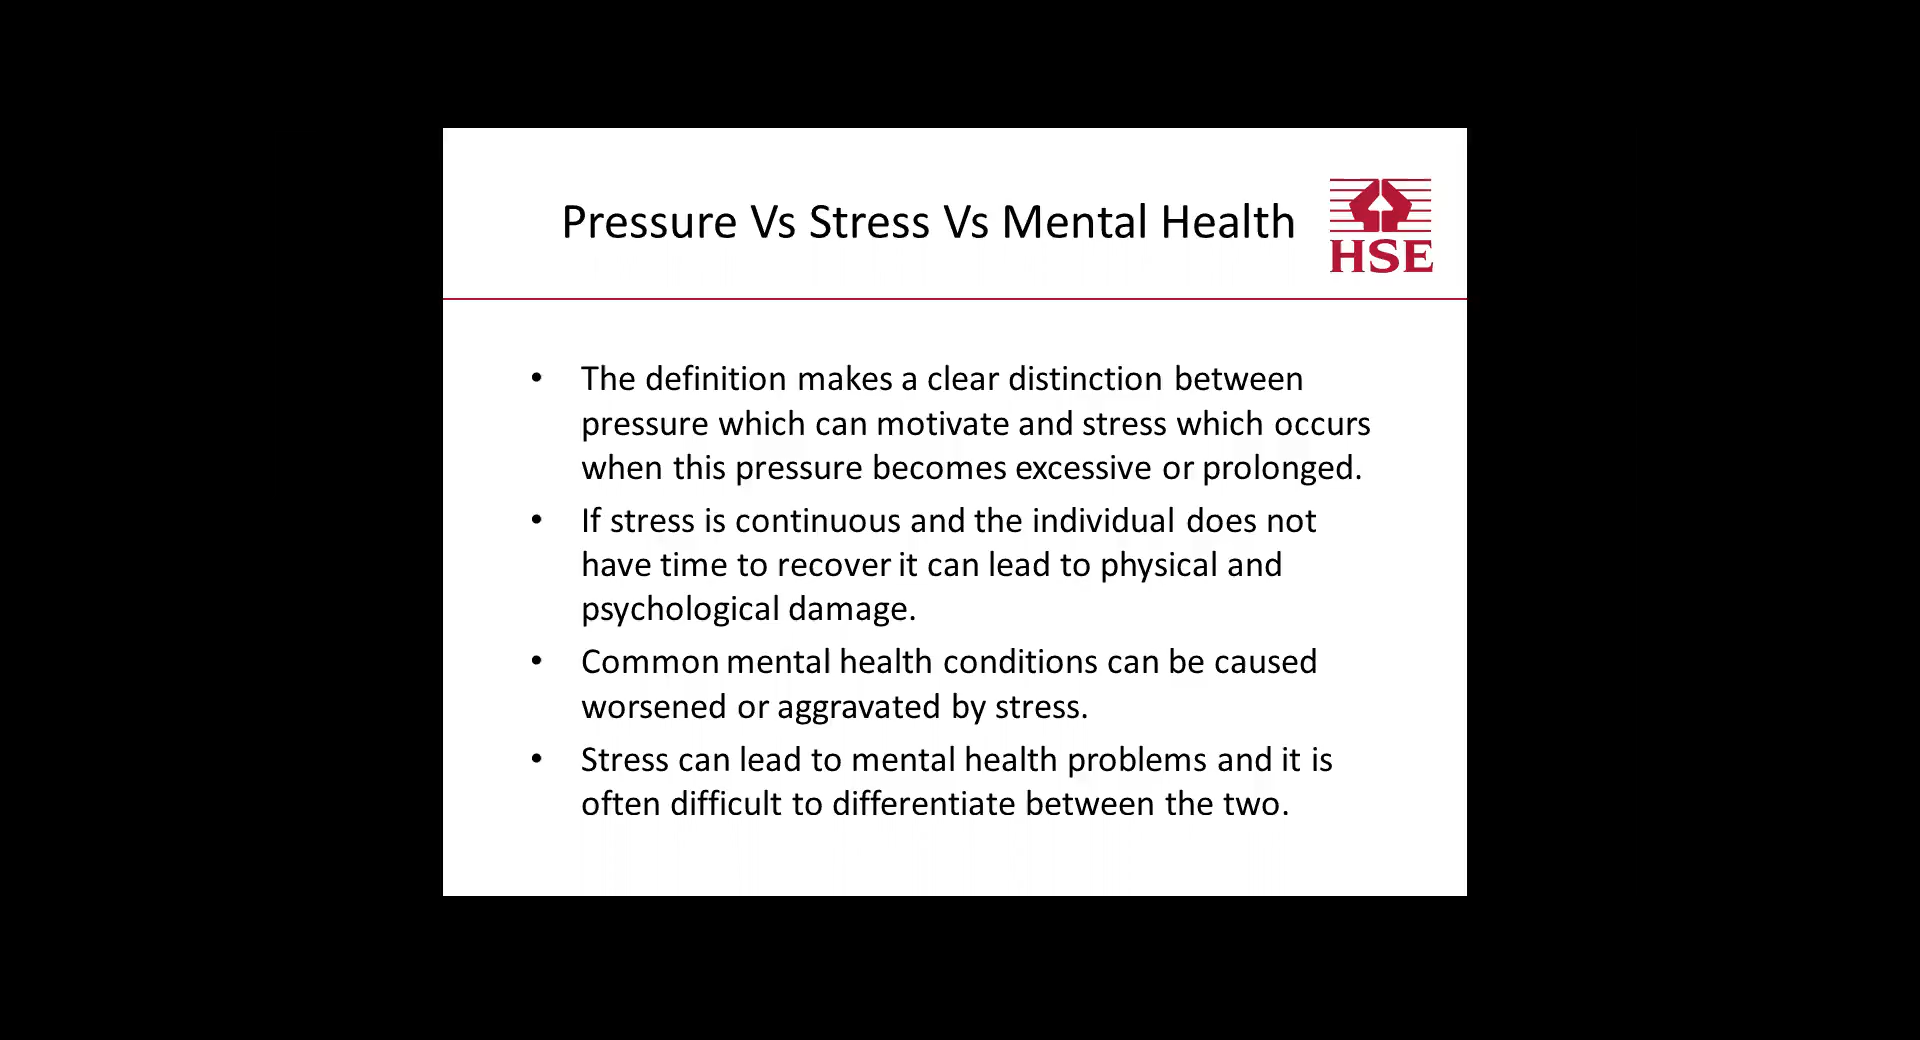 Pressure Vs Stress Vs Mental Health
HSE
• The definition makes a clear distinction between
pressure which can motivate and stress which occurs
when this pressure becomes excessive or prolonged.
• If stress is continuous and the individual does not
have time to recover it can lead to physical and
psychological damage.
• Common mental health conditions can be caused
worsened or aggravated by stress.
• Stress can lead to mental health problems and it is
often difficult to differentiate between the two.